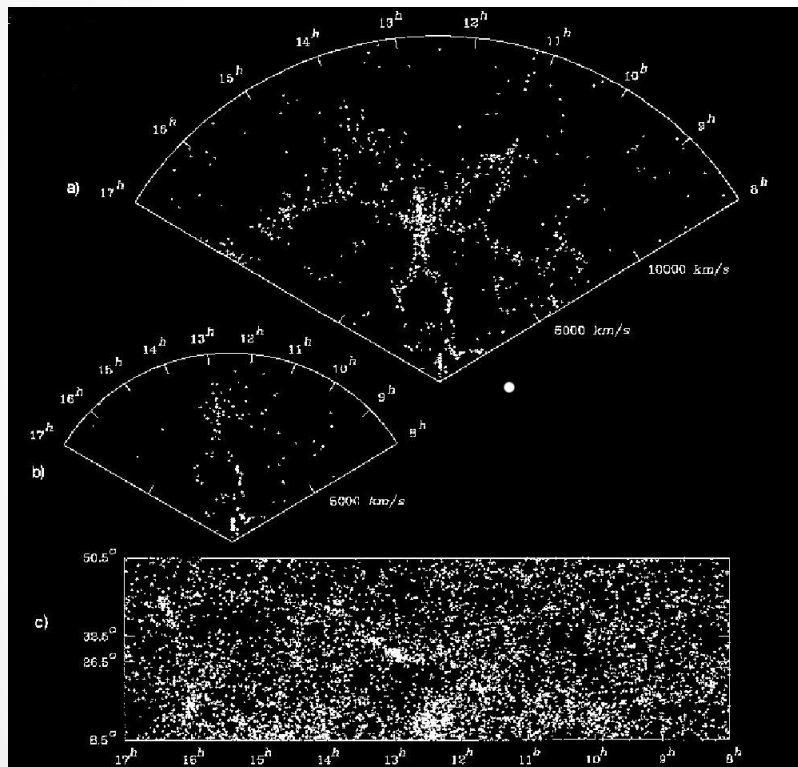 13ʰ 12ʰ
14ʰ 11ʰ
15ʰ 10ʰ
16ʰ 9ʰ
a) 17ʰ 8ʰ
10000 km/s
5000 km/s
13ʰ 12ʰ
14ʰ 11ʰ
15ʰ 10ʰ
16ʰ 9ʰ
17ʰ 8ʰ
b)
5000 km/s
50.5°
c)
38.5°
26.5°
8.5°
17ʰ 16ʰ 15ʰ 14ʰ 13ʰ 12ʰ 11ʰ 10ʰ 9ʰ 8ʰ